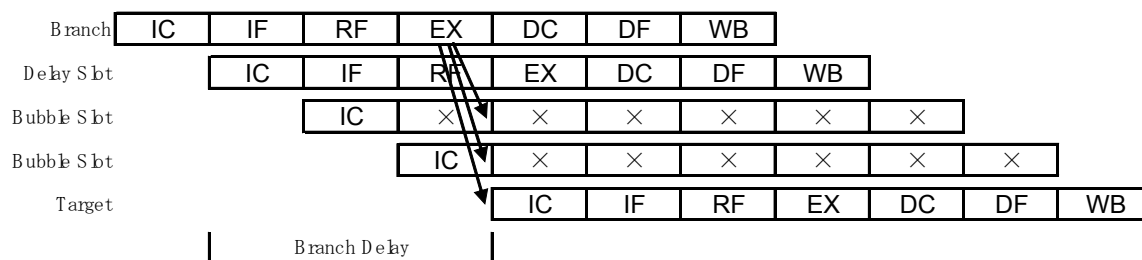 Branch IC IF RF EX DC DF WB
Delay Slot IC IF RF EX DC DF WB
Bubble Slot IC × × × × × ×
Bubble Slot IC × × × × × ×
Target IC IF RF EX DC DF WB
Branch Delay